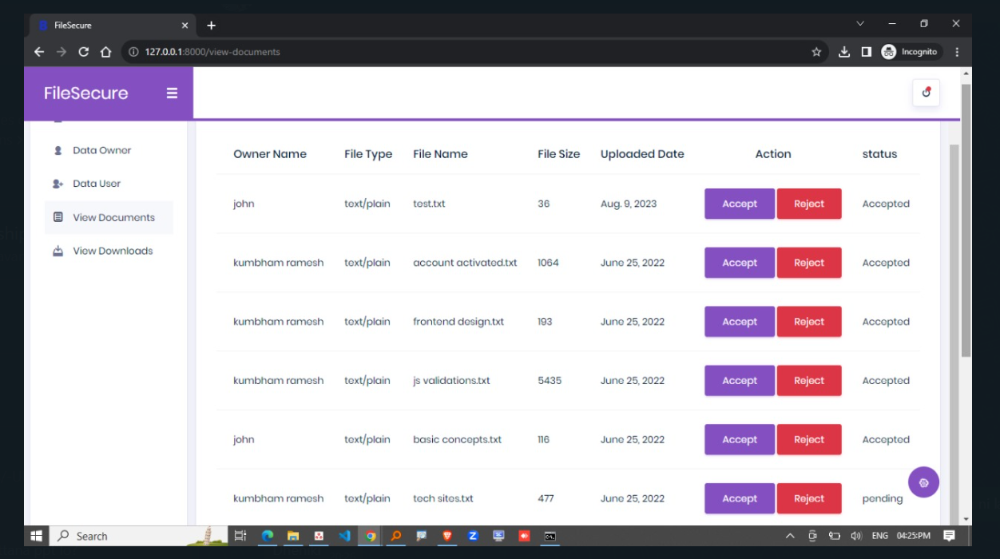 FileSecure
127.0.0.1:8000/view-documents
Incognito
FileSecure
Data Owner
Data User
View Documents
View Downloads
Owner Name File Type File Name File Size Uploaded Date Action status
john text/plain test.txt 36 Aug. 9, 2023 Accept Reject Accepted
kumbham ramesh text/plain account activated.txt 1064 June 25, 2022 Accept Reject Accepted
kumbham ramesh text/plain frontend design.txt 193 June 25, 2022 Accept Reject Accepted
kumbham ramesh text/plain js validations.txt 5435 June 25, 2022 Accept Reject Accepted
john text/plain basic concepts.txt 116 June 25, 2022 Accept Reject Accepted
kumbham ramesh text/plain tech sites.txt 477 June 25, 2022 Accept Reject pending
Search ENG 04:25:PM